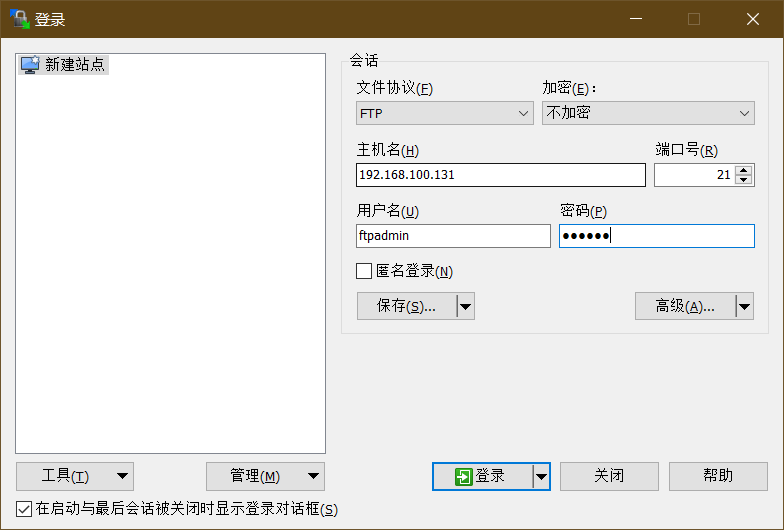 登录
新建站点
会话
文件协议(F) 加密(E)：
FTP 不加密
主机名(H) 端口号(R)
192.168.100.131 21
用户名(U) 密码(P)
ftpadmin ●●●●●●
匿名登录(N)
保存(S)... 高级(A)...
工具(T) 管理(M) 登录 关闭 帮助
在启动与最后会话被关闭时显示登录对话框(S)